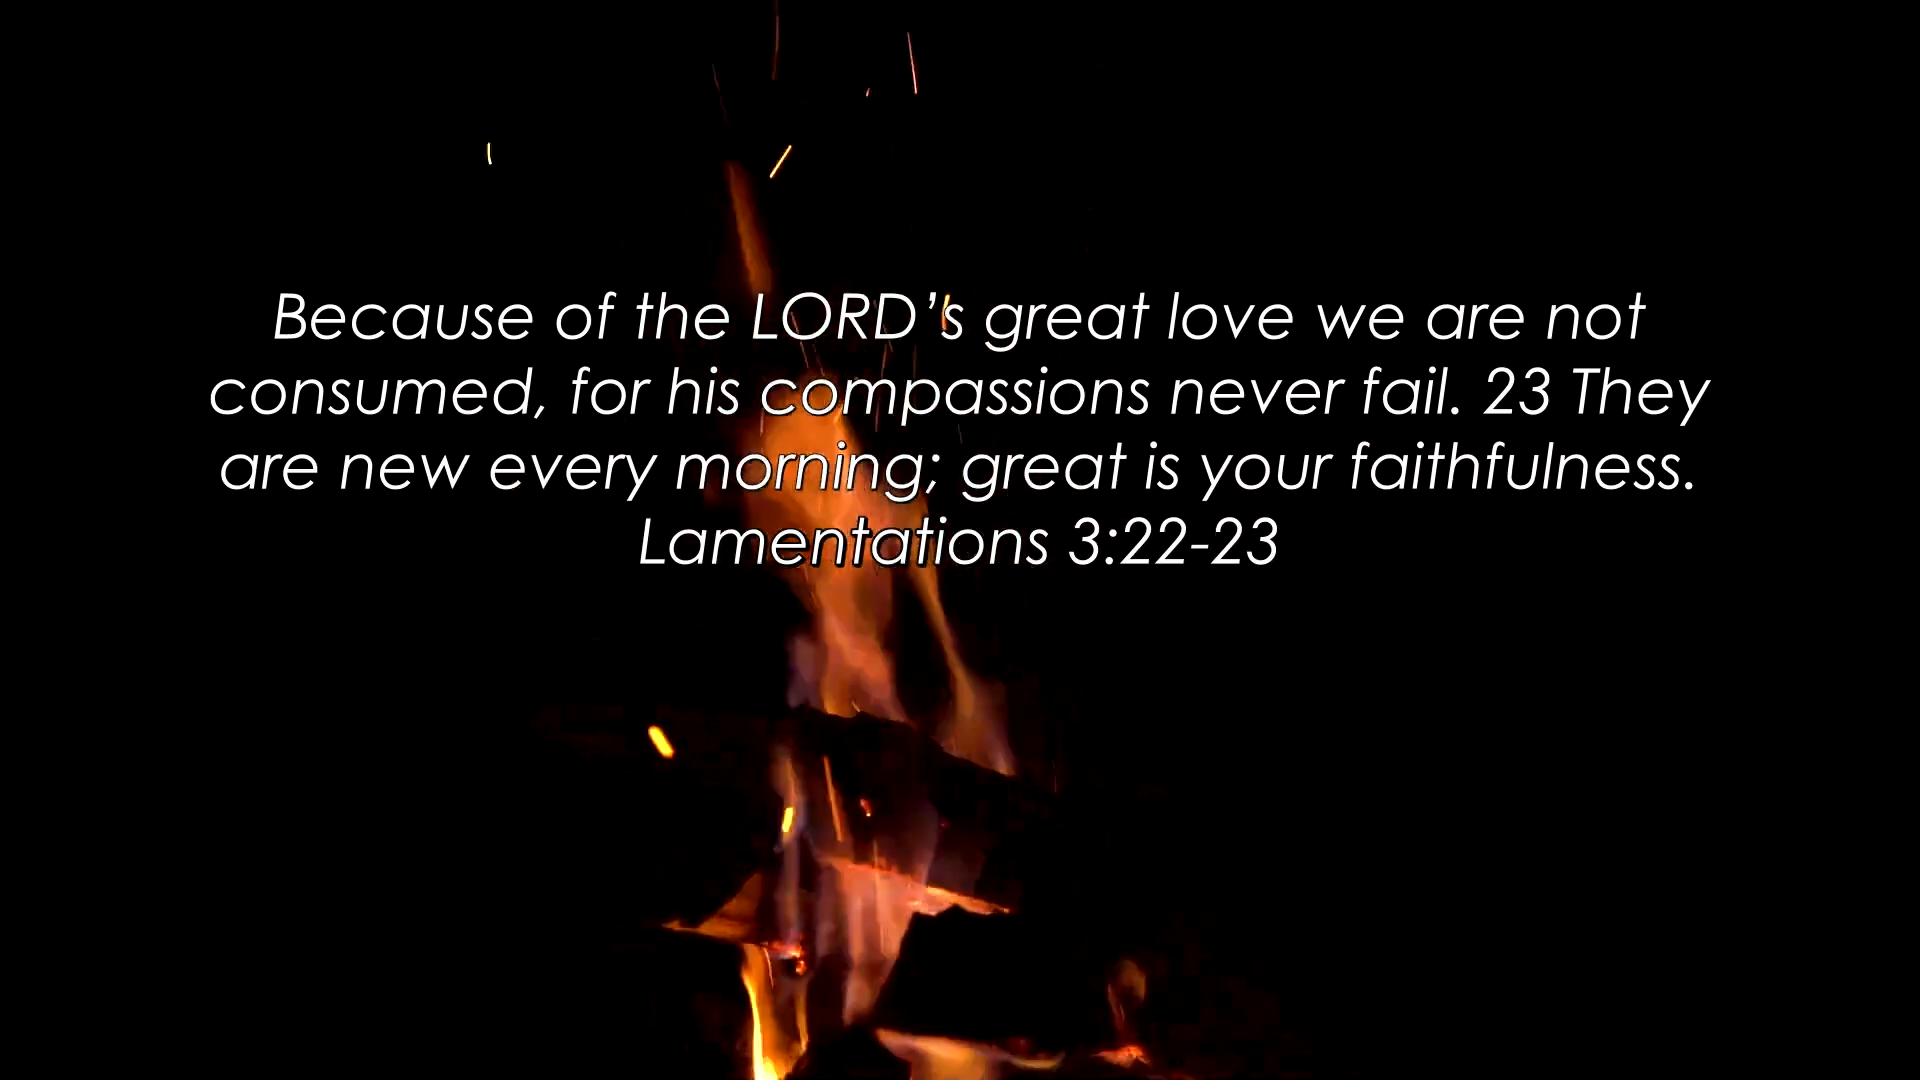 Because of the LORD’s great love we are not
consumed, for his compassions never fail. 23 They
are new every morning; great is your faithfulness.
Lamentations 3:22-23